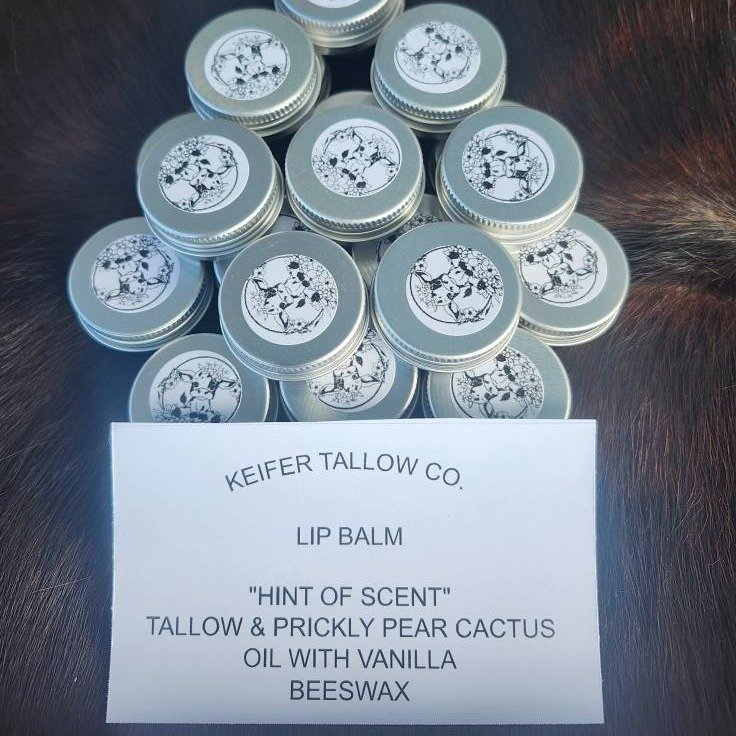 KEIFER TALLOW CO.
LIP BALM
"HINT OF SCENT"
TALLOW & PRICKLY PEAR CACTUS
OIL WITH VANILLA
BEESWAX